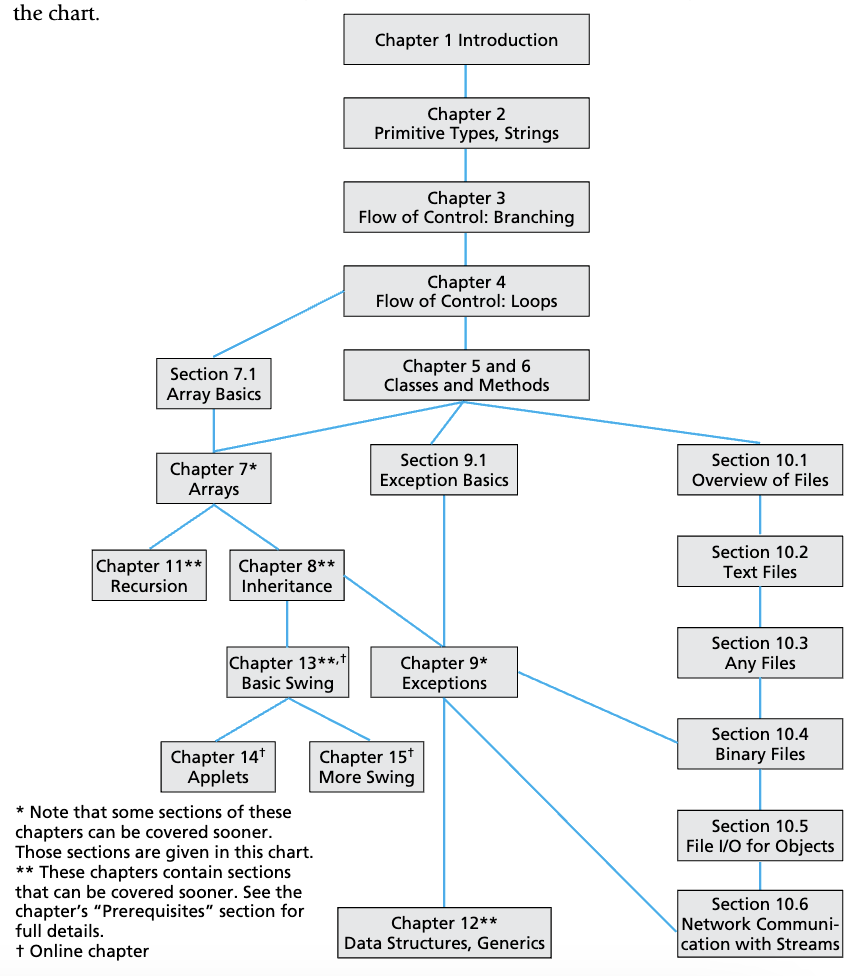 the chart.
Chapter 1 Introduction
Chapter 2
Primitive Types, Strings
Chapter 3
Flow of Control: Branching
Chapter 4
Flow of Control: Loops
Section 7.1
Array Basics
Chapter 5 and 6
Classes and Methods
Chapter 7*
Arrays
Section 9.1
Exception Basics
Section 10.1
Overview of Files
Chapter 11**
Recursion
Chapter 8**
Inheritance
Section 10.2
Text Files
Section 10.3
Any Files
Chapter 13**,†
Basic Swing
Chapter 9*
Exceptions
Section 10.4
Binary Files
Chapter 14†
Applets
Chapter 15†
More Swing
Section 10.5
File I/O for Objects
Section 10.6
Network Communi-
cation with Streams
Chapter 12**
Data Structures, Generics
* Note that some sections of these
chapters can be covered sooner.
Those sections are given in this chart.
** These chapters contain sections
that can be covered sooner. See the
chapter’s “Prerequisites” section for
full details.
† Online chapter